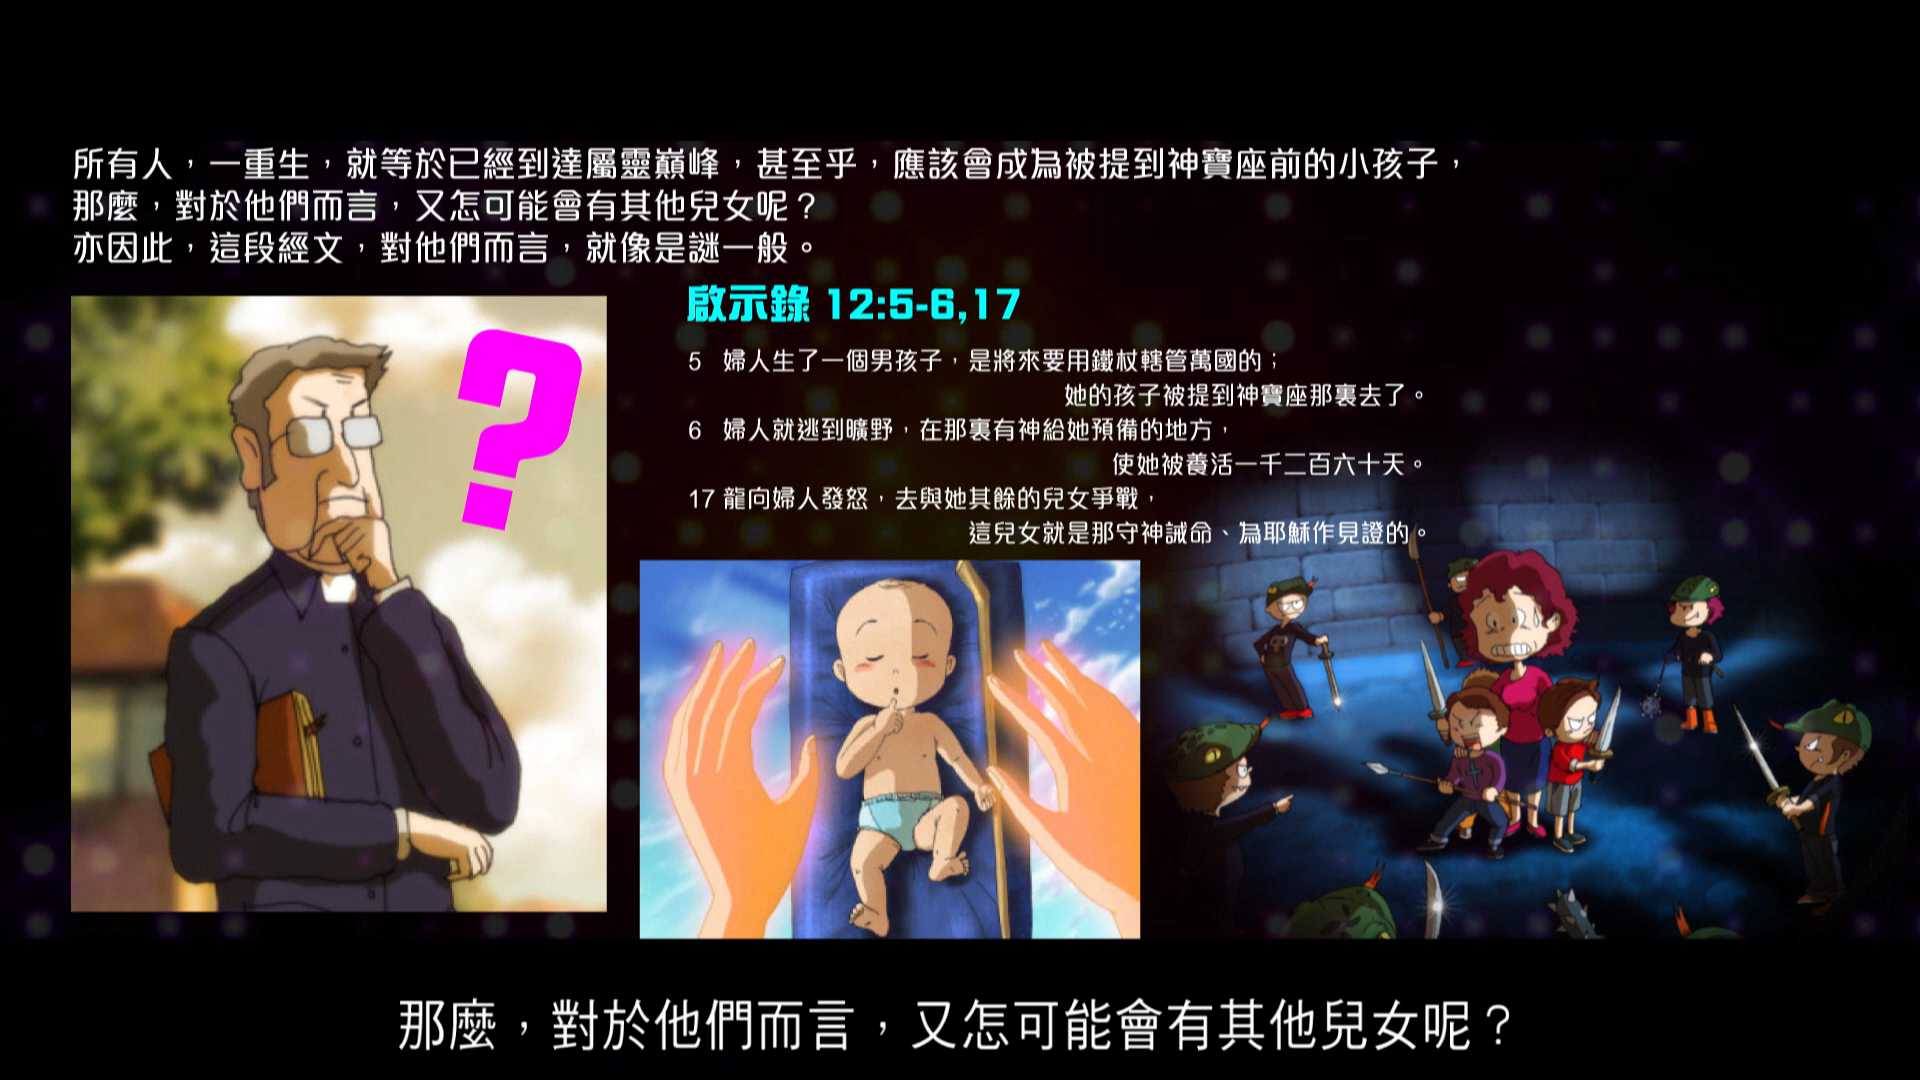 所有人，一重生，就等於已經到達屬靈巔峰，甚至乎，應該會成為被提到神寶座前的小孩子，
那麼，對於他們而言，又怎可能會有其他兒女呢？
亦因此，這段經文，對他們而言，就像是謎一般。
?
啟示錄 12:5-6,17
5 婦人生了一個男孩子，是將來要用鐵杖轄管萬國的；
她的孩子被提到神寶座那裏去了。
6 婦人就逃到曠野，在那裏有神給她預備的地方，
使她被養活一千二百六十天。
17 龍向婦人發怒，去與她其餘的兒女爭戰，
這兒女就是那守神誡命、為耶穌作見證的。
那麼，對於他們而言，又怎可能會有其他兒女呢？